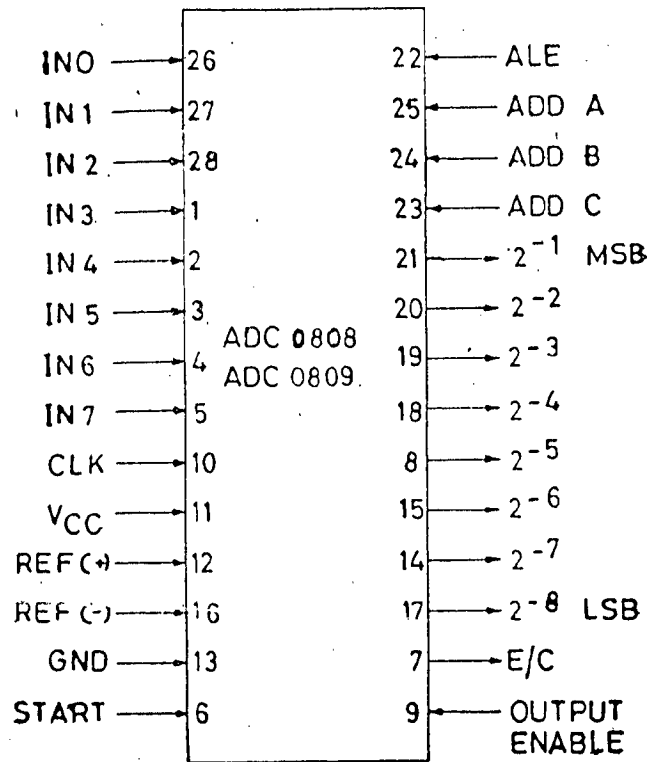 IN0 26 22 ALE
IN1 27 25 ADD A
IN2 28 24 ADD B
IN3 1 23 ADD C
IN4 2 21 2⁻¹ MSB
IN5 3 20 2⁻²
ADC 0808
IN6 4 19 2⁻³
ADC 0809
IN7 5 18 2⁻⁴
CLK 10 8 2⁻⁵
VCC 11 15 2⁻⁶
REF(+) 12 14 2⁻⁷
REF(-) 16 17 2⁻⁸ LSB
GND 13 7 E/C
START 6 9 OUTPUT
ENABLE